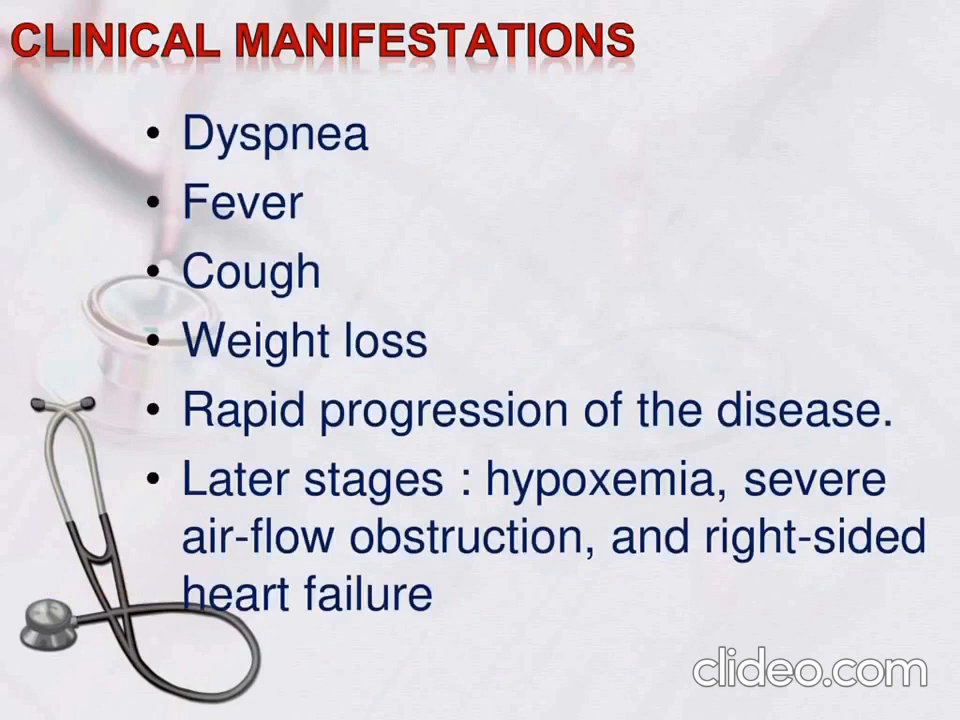 CLINICAL MANIFESTATIONS
• Dyspnea
• Fever
• Cough
• Weight loss
• Rapid progression of the disease.
• Later stages : hypoxemia, severe
air-flow obstruction, and right-sided
heart failure
clideo.com